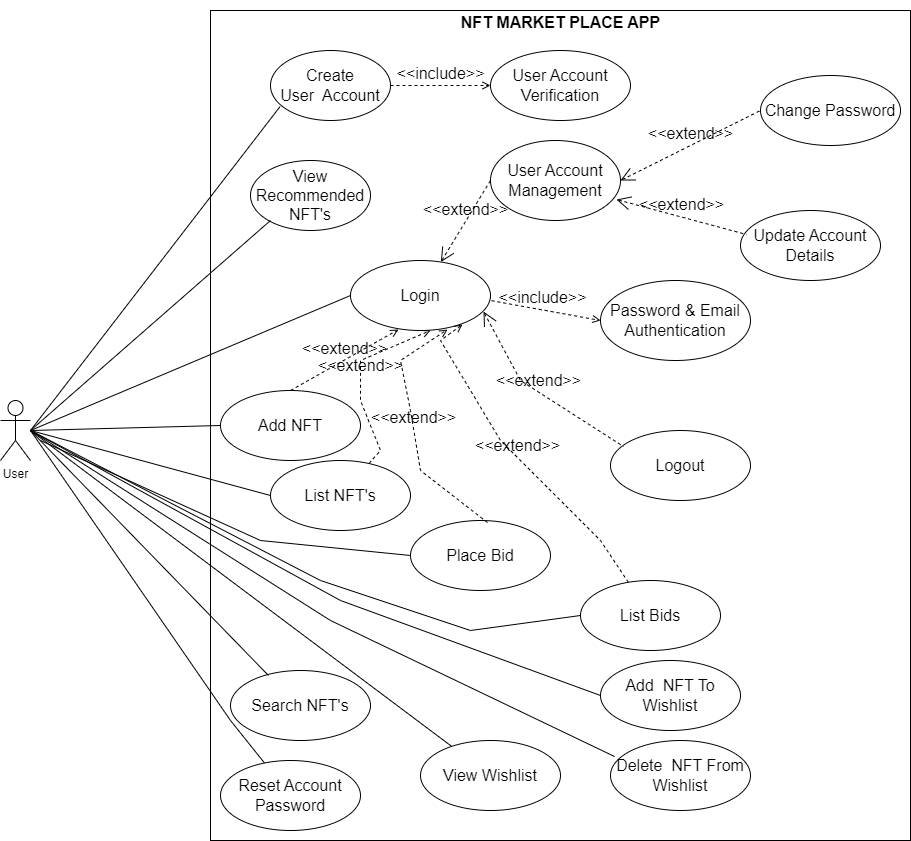 NFT MARKET PLACE APP
Create
User  Account
<<include>>
User Account
Verification
Change Password
<<extend>>
View
Recommended
NFT's
User Account
Management
<<extend>>
<<extend>>
Update Account
Details
Login
<<include>>
Password & Email
Authentication
<<extend>>
<<extend>>
<<extend>>
<<extend>>
<<extend>>
Add NFT
Logout
User
List NFT's
Place Bid
List Bids
Add  NFT To
Wishlist
Search NFT's
View Wishlist
Delete  NFT From
Wishlist
Reset Account
Password